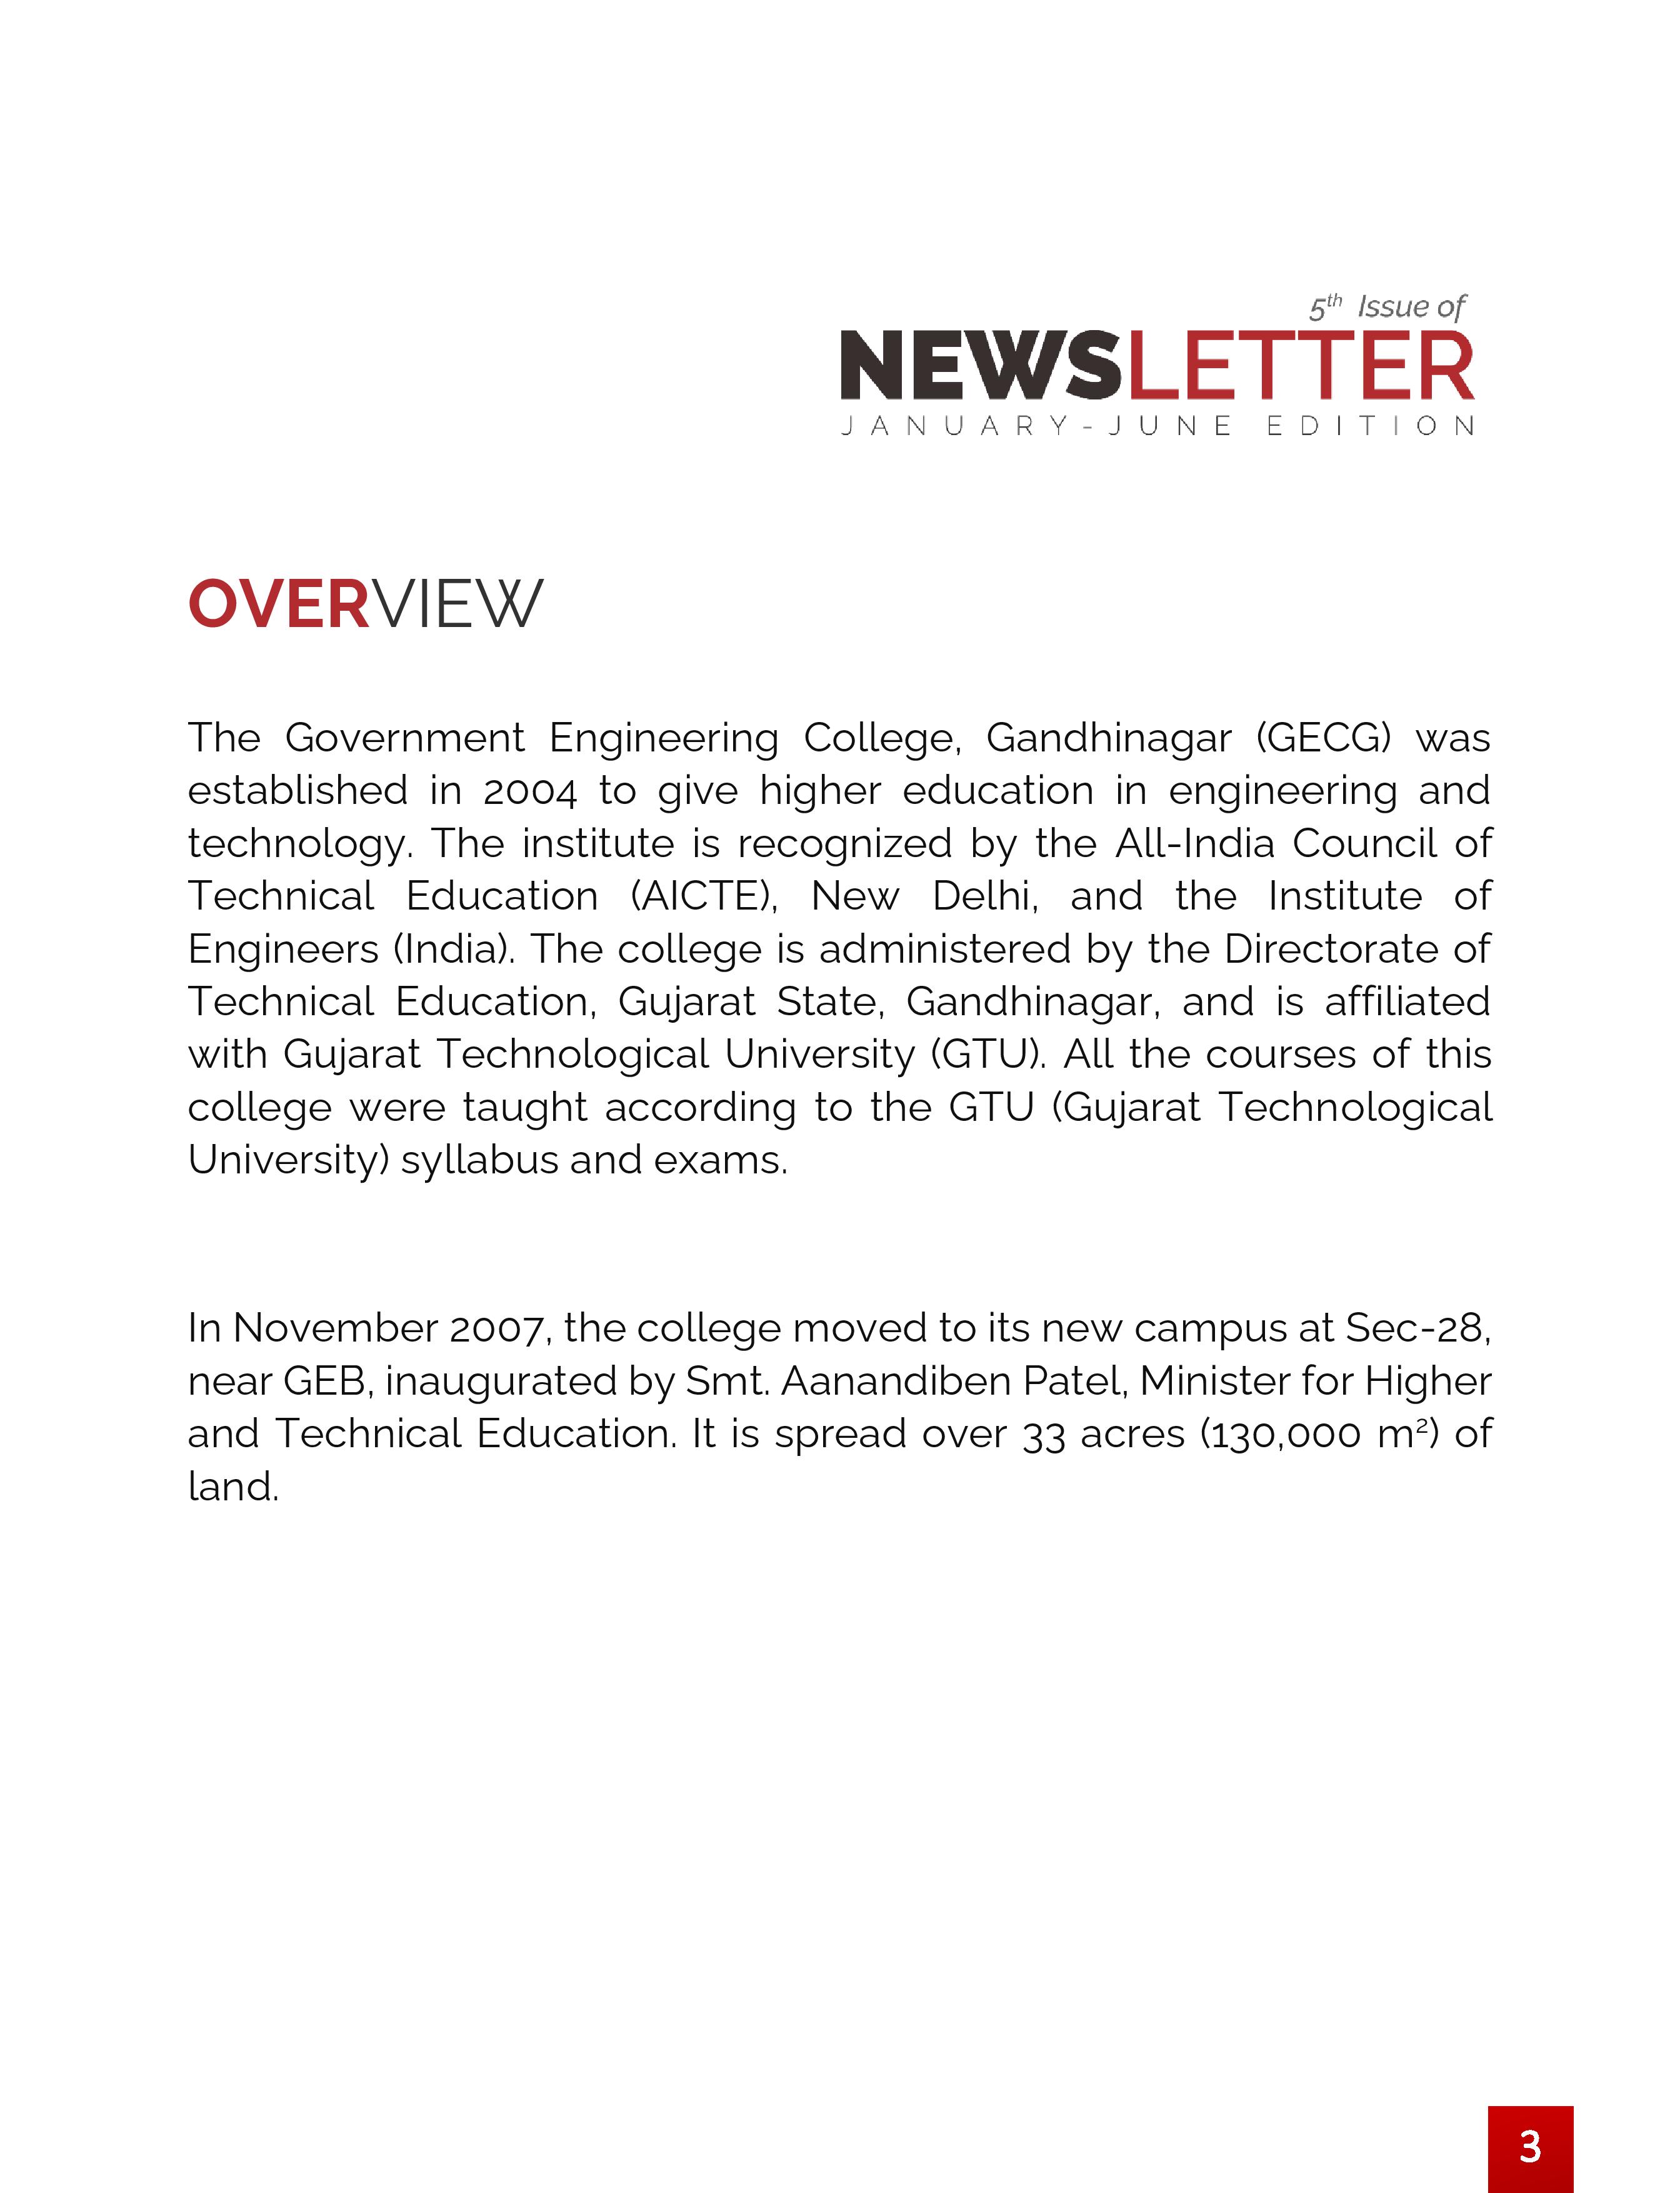 5th Issue of
NEWSLETTER
JANUARY-JUNE EDITION
OVERVIEW
The Government Engineering College, Gandhinagar (GECG) was
established in 2004 to give higher education in engineering and
technology. The institute is recognized by the All-India Council of
Technical Education (AICTE), New Delhi, and the Institute of
Engineers (India). The college is administered by the Directorate of
Technical Education, Gujarat State, Gandhinagar, and is affiliated
with Gujarat Technological University (GTU). All the courses of this
college were taught according to the GTU (Gujarat Technological
University) syllabus and exams.
In November 2007, the college moved to its new campus at Sec-28,
near GEB, inaugurated by Smt. Aanandiben Patel, Minister for Higher
and Technical Education. It is spread over 33 acres (130,000 m²) of
land.
3